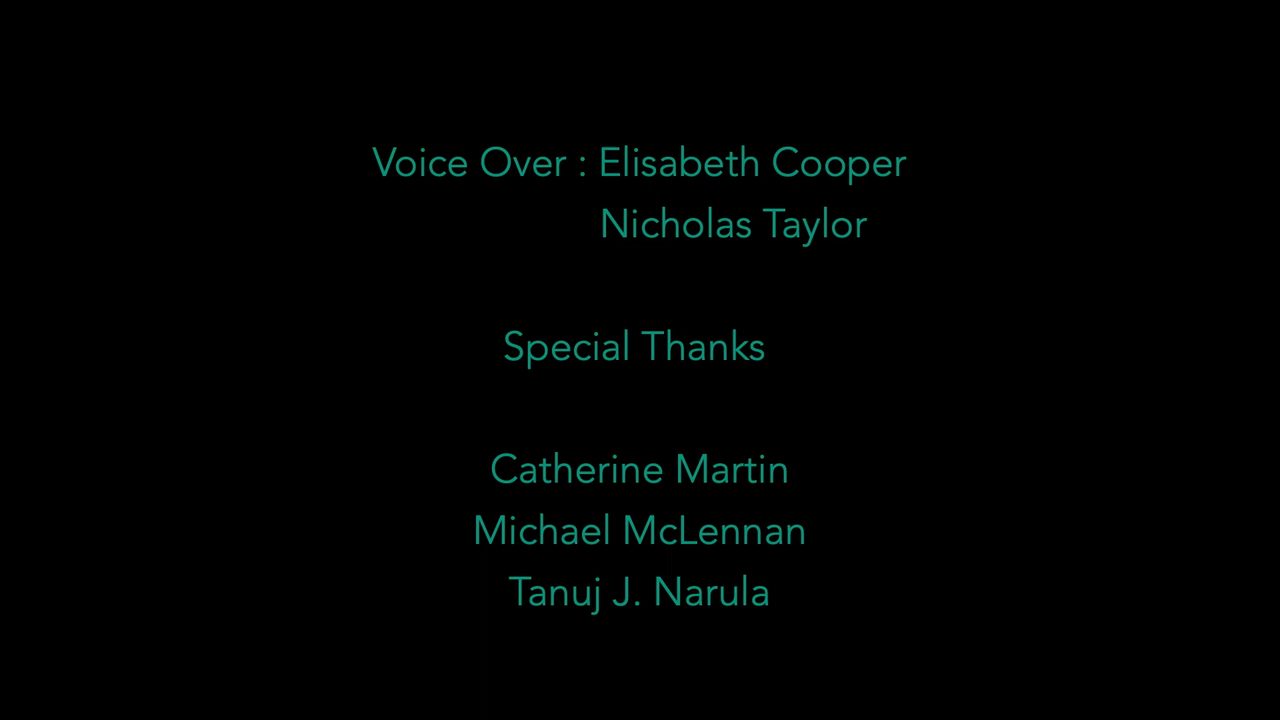 Voice Over : Elisabeth Cooper
Nicholas Taylor
Special Thanks
Catherine Martin
Michael McLennan
Tanuj J. Narula